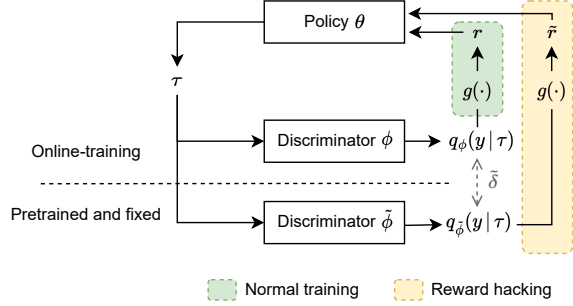 Policy θ
r
r̃
τ
g(·)
g(·)
Discriminator ϕ
q_ϕ(y | τ)
Online-training
δ̃
Pretrained and fixed
Discriminator ϕ̃
q_ϕ̃(y | τ)
Normal training
Reward hacking